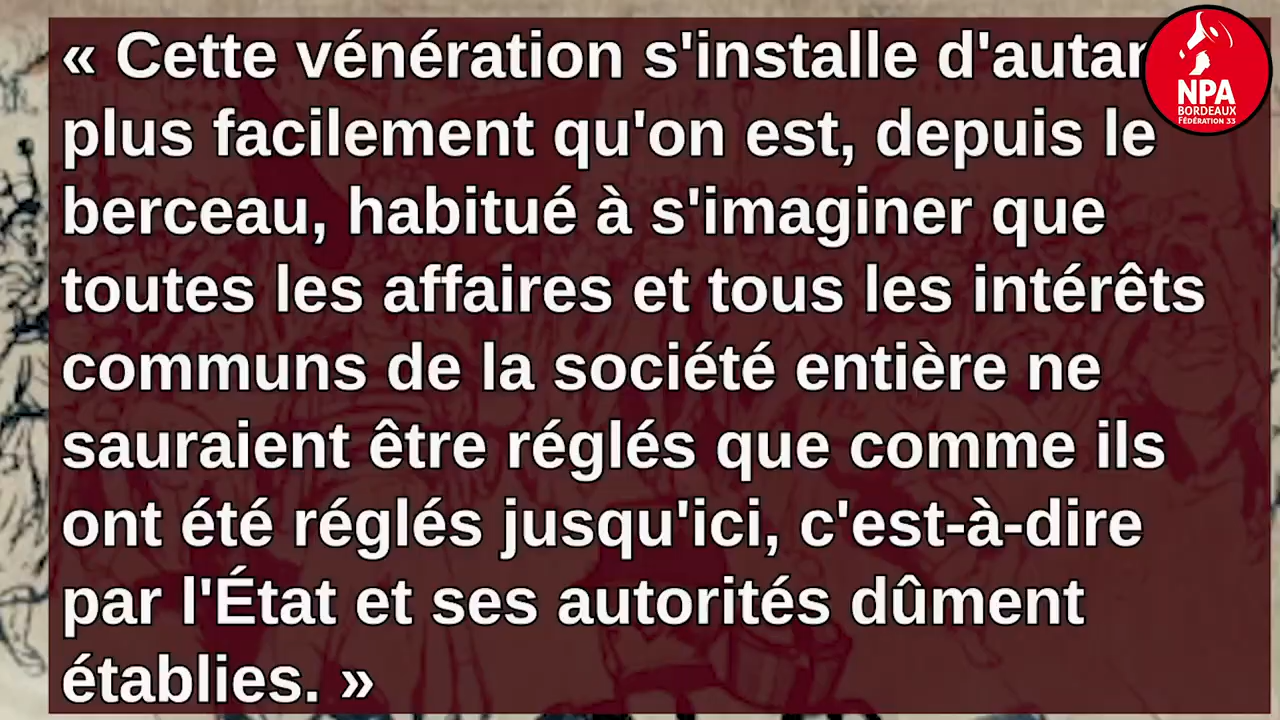 « Cette vénération s'installe d'autan
plus facilement qu'on est, depuis le
berceau, habitué à s'imaginer que
toutes les affaires et tous les intérêts
communs de la société entière ne
sauraient être réglés que comme ils
ont été réglés jusqu'ici, c'est-à-dire
par l'État et ses autorités dûment
établies. »
NPA
BORDEAUX
FÉDÉRATION 33